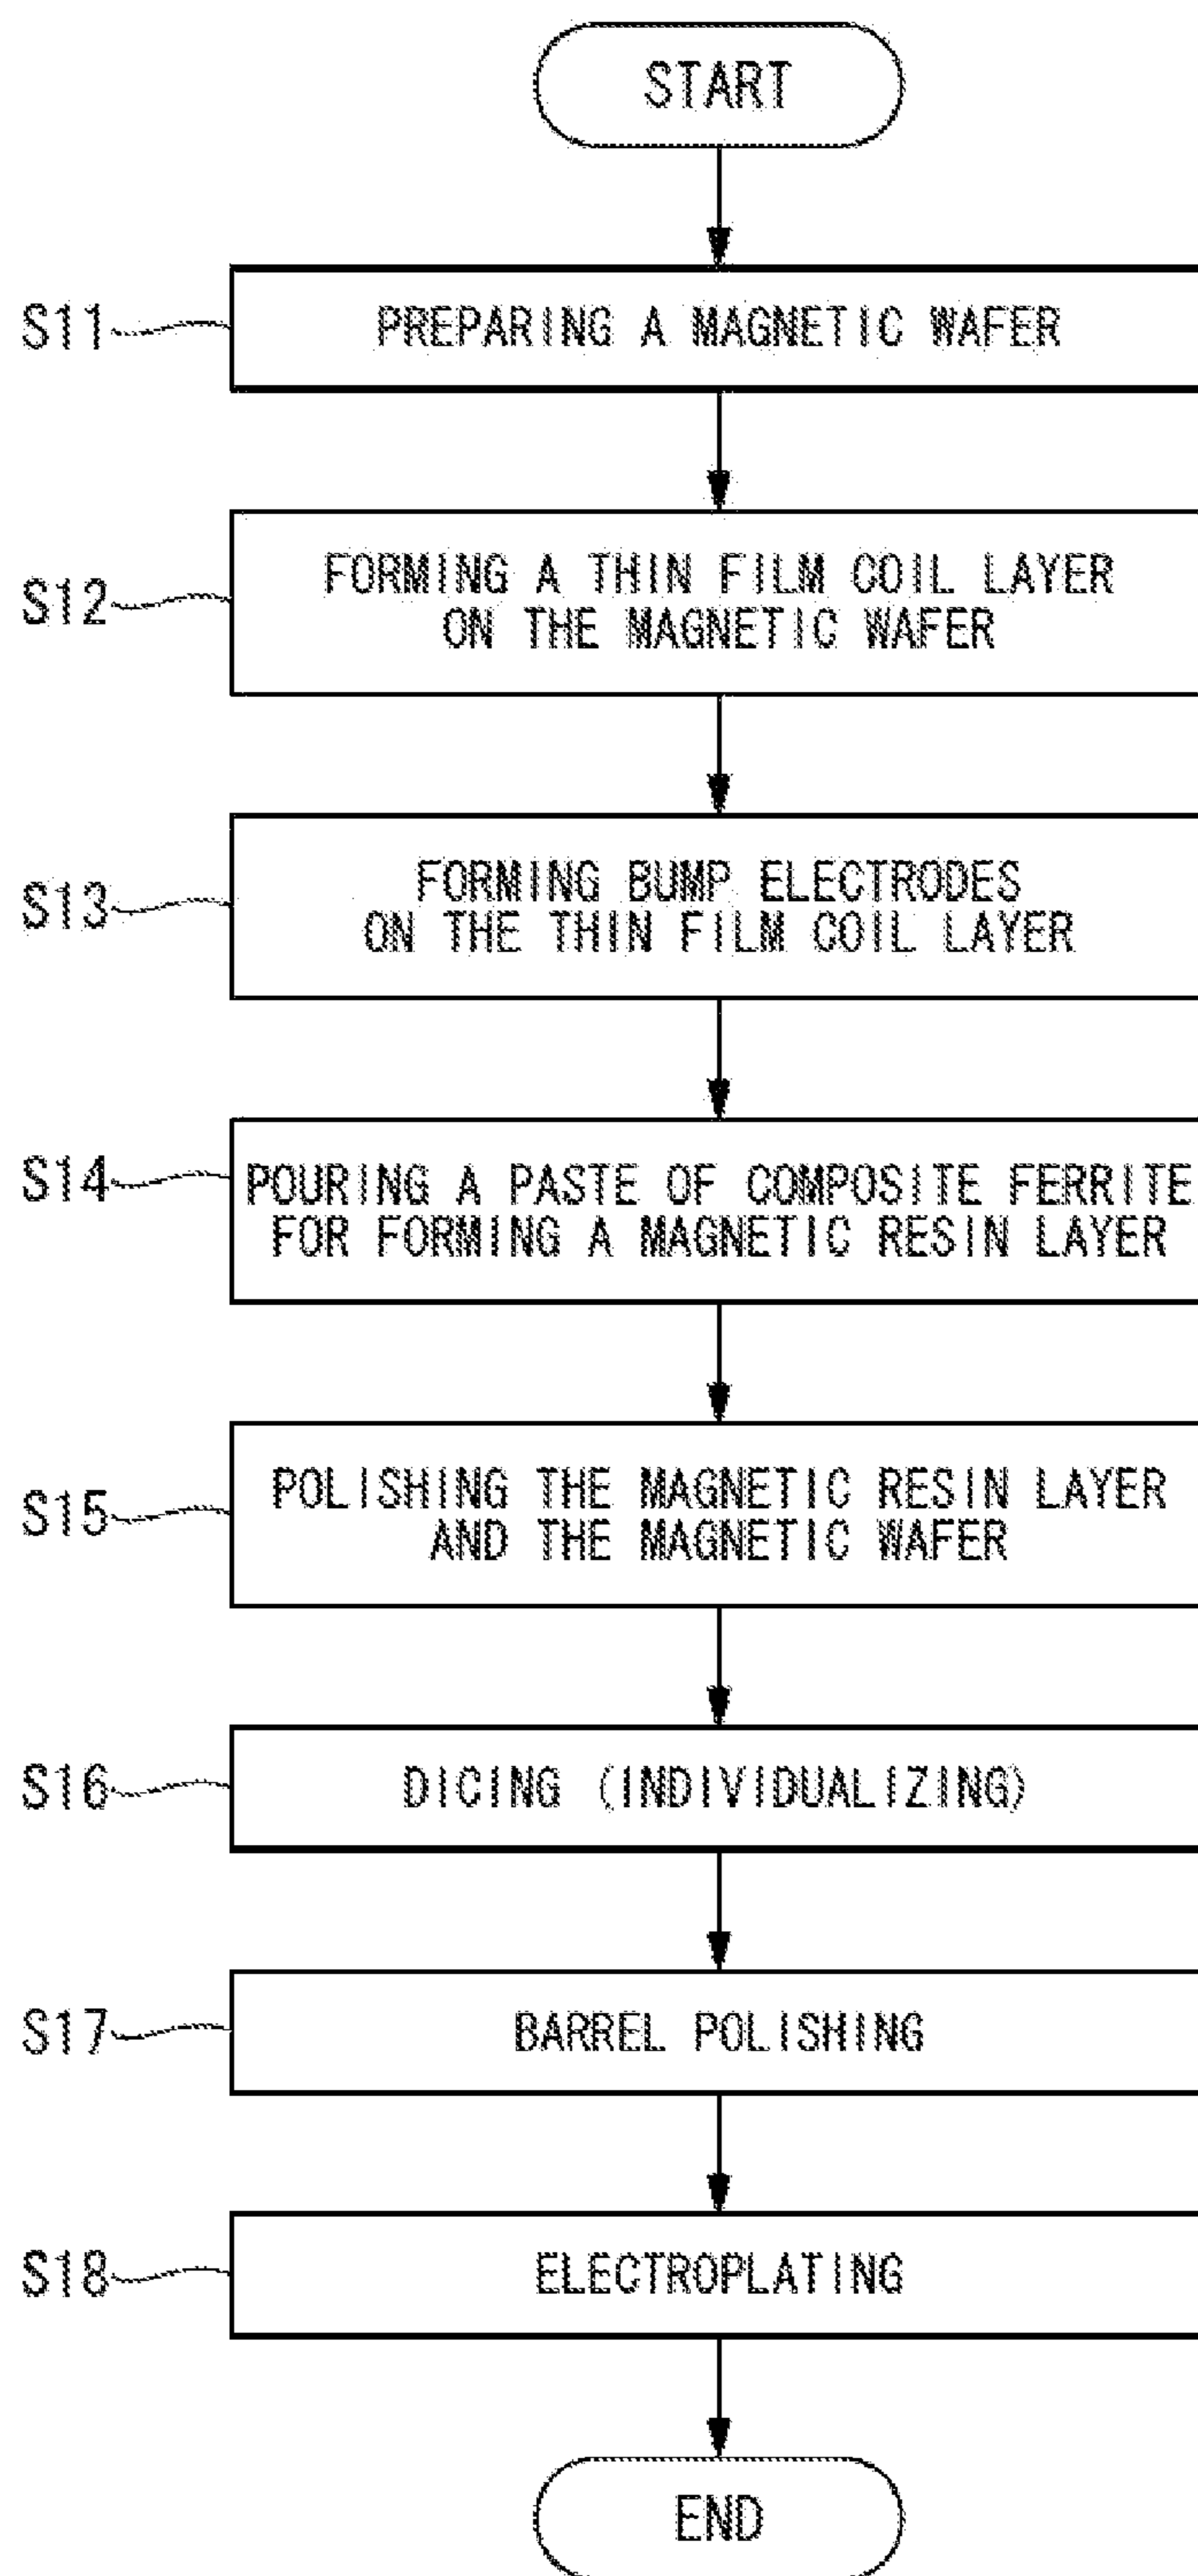 START
S11
PREPARING A MAGNETIC WAFER
S12
FORMING A THIN FILM COIL LAYER
ON THE MAGNETIC WAFER
S13
FORMING BUMP ELECTRODES
ON THE THIN FILM COIL LAYER
S14
POURING A PASTE OF COMPOSITE FERRITE
FOR FORMING A MAGNETIC RESIN LAYER
S15
POLISHING THE MAGNETIC RESIN LAYER
AND THE MAGNETIC WAFER
S16
DICING (INDIVIDUALIZING)
S17
BARREL POLISHING
S18
ELECTROPLATING
END